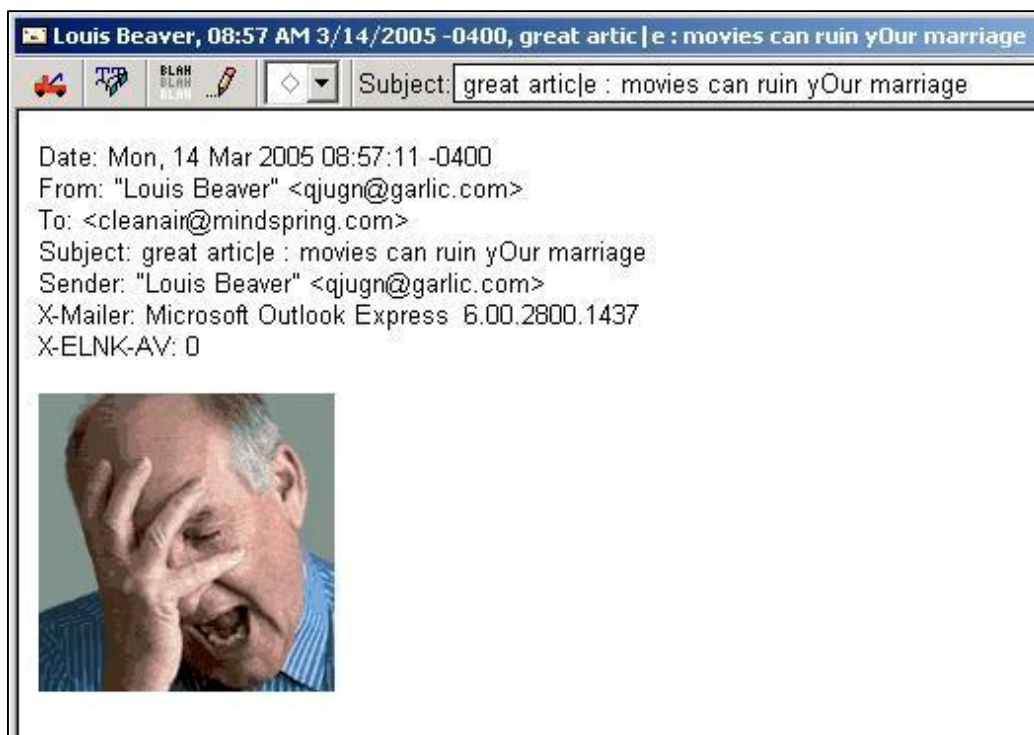 Louis Beaver, 08:57 AM 3/14/2005 -0400, great artic|e : movies can ruin yOur marriage
BLAH
BLAH
BLAH
Subject: great artic|e : movies can ruin yOur marriage
Date: Mon, 14 Mar 2005 08:57:11 -0400
From: "Louis Beaver" <qjugn@garlic.com>
To: <cleanair@mindspring.com>
Subject: great artic|e : movies can ruin yOur marriage
Sender: "Louis Beaver" <qjugn@garlic.com>
X-Mailer: Microsoft Outlook Express 6.00.2800.1437
X-ELNK-AV: 0